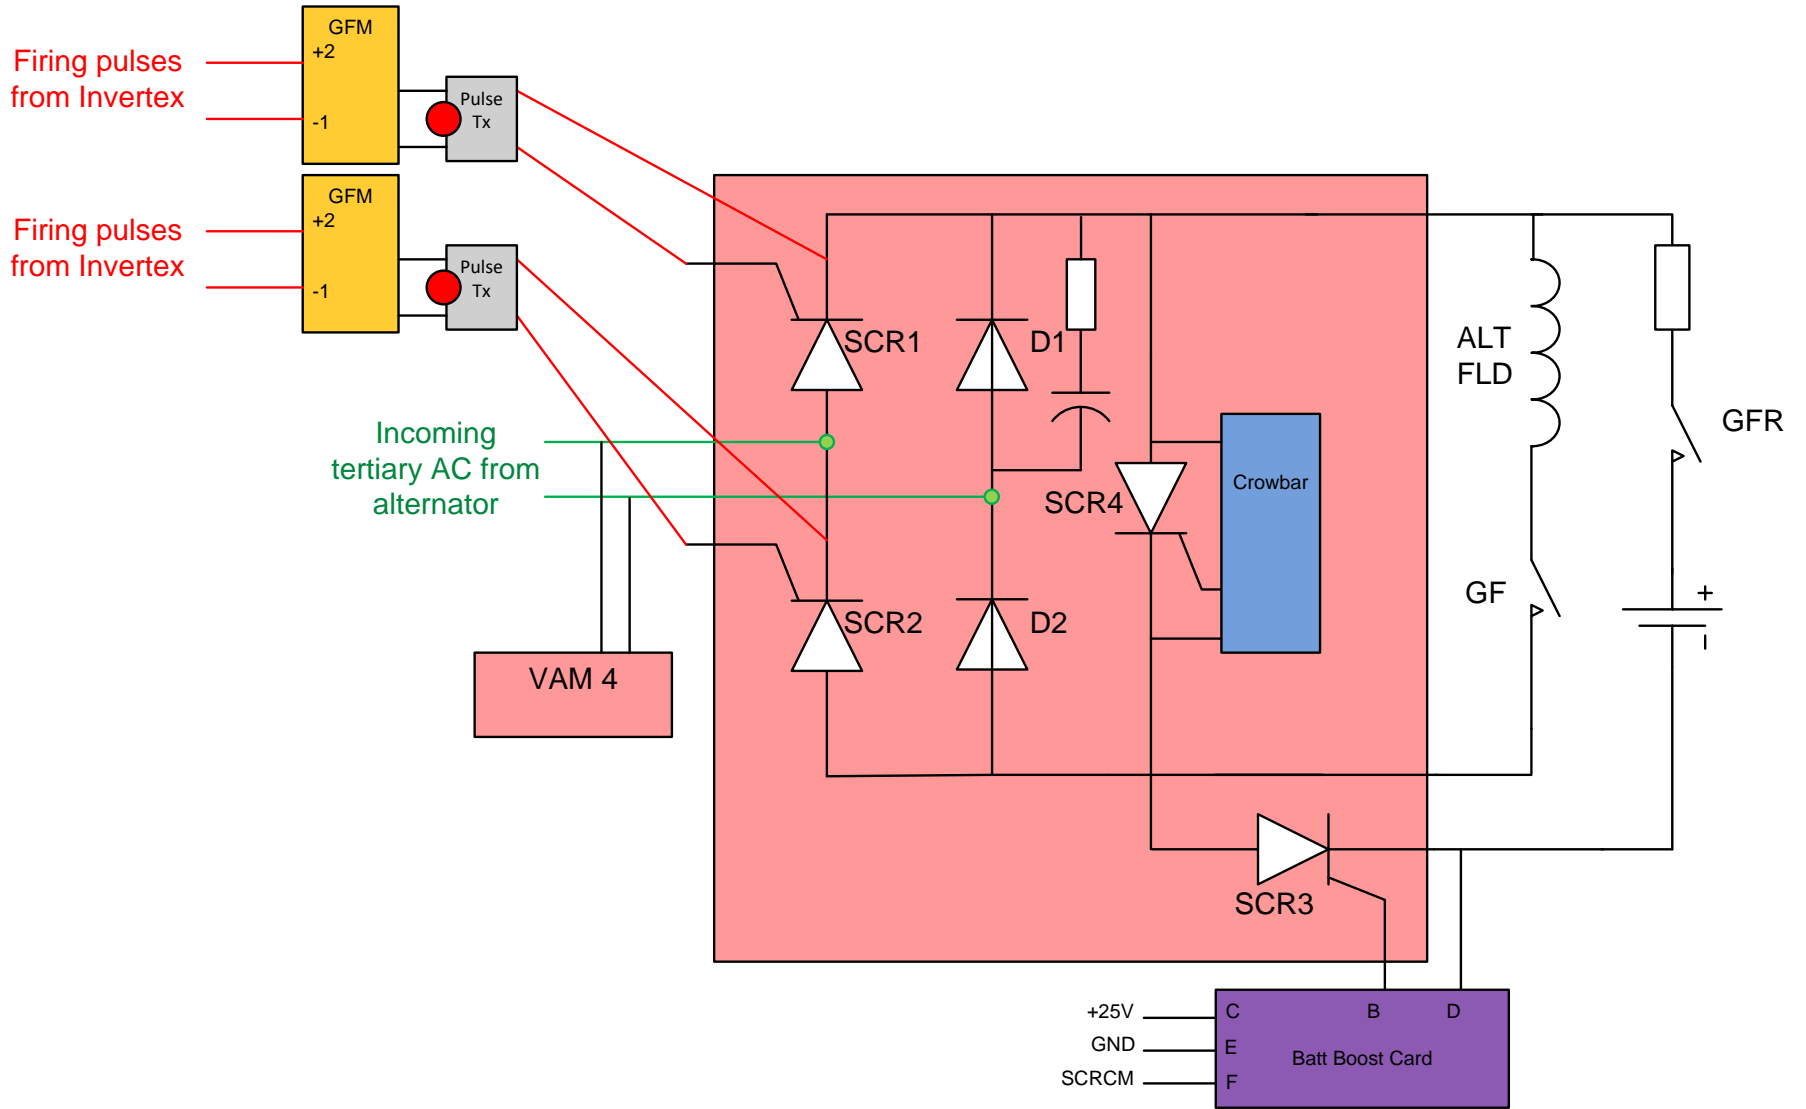 GFM
+2
-1
Firing pulses
from Invertex
Pulse
Tx
GFM
+2
-1
Firing pulses
from Invertex
Pulse
Tx
SCR1
D1
ALT
FLD
GFR
Incoming
tertiary AC from
alternator
SCR4
Crowbar
GF
+
-
SCR2
D2
VAM 4
SCR3
+25V
C
B
D
GND
E
Batt Boost Card
SCRCM
F